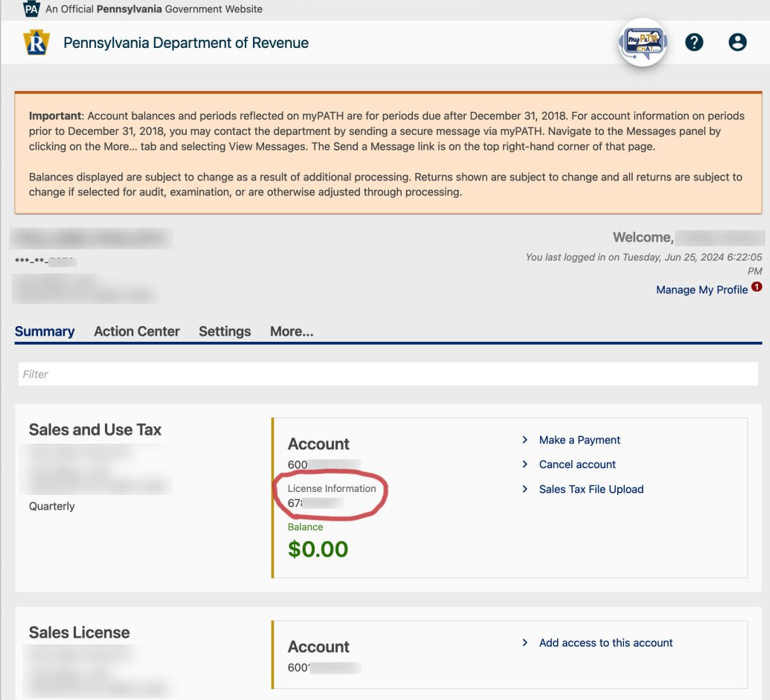 PA An Official Pennsylvania Government Website
R Pennsylvania Department of Revenue
myPATH
?
Important: Account balances and periods reflected on myPATH are for periods due after December 31, 2018. For account information on periods
prior to December 31, 2018, you may contact the department by sending a secure message via myPATH. Navigate to the Messages panel by
clicking on the More... tab and selecting View Messages. The Send a Message link is on the top right-hand corner of that page.
Balances displayed are subject to change as a result of additional processing. Returns shown are subject to change and all returns are subject to
change if selected for audit, examination, or are otherwise adjusted through processing.
Welcome,
***-**-
You last logged in on Tuesday, Jun 25, 2024 6:22:05
PM
Manage My Profile 1
Summary Action Center Settings More...
Filter
Sales and Use Tax
Quarterly
Account
600
License Information
678
Balance
$0.00
Make a Payment
Cancel account
Sales Tax File Upload
Sales License
Account
600
Add access to this account